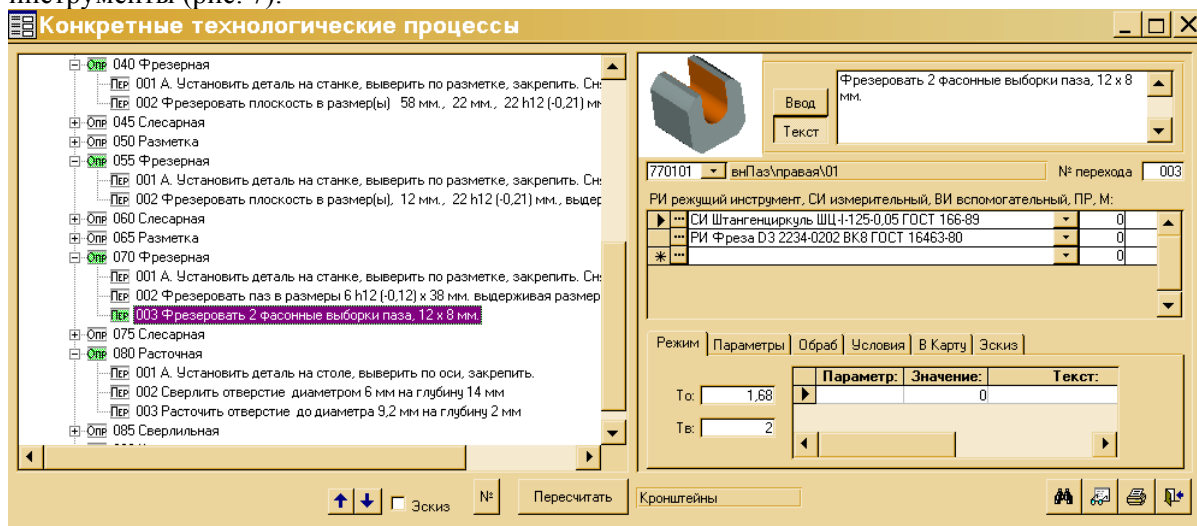 инструменты (рис. 7).
Конкретные технологические процессы
Опр 040 Фрезерная
Пер 001 А. Установить деталь на станке, выверить по разметке, закрепить. Сн
Пер 002 Фрезеровать плоскость в размер(ы) 58 мм., 22 мм., 22 h12 (-0,21) мм
Опр 045 Слесарная
Опр 050 Разметка
Опр 055 Фрезерная
Пер 001 А. Установить деталь на станке, выверить по разметке, закрепить. Сн
Пер 002 Фрезеровать плоскость в размер(ы), 12 мм., 22 h12 (-0,21) мм., выдер
Опр 060 Слесарная
Опр 065 Разметка
Опр 070 Фрезерная
Пер 001 А. Установить деталь на станке, выверить по разметке, закрепить. Сн
Пер 002 Фрезеровать паз в размеры 6 h12 (-0,12) x 38 мм. выдерживая размер
Пер 003 Фрезеровать 2 фасонные выборки паза, 12 x 8 мм.
Опр 075 Слесарная
Опр 080 Расточная
Пер 001 А. Установить деталь на столе, выверить по оси, закрепить.
Пер 002 Сверлить отверстие диаметром 6 мм на глубину 14 мм
Пер 003 Расточить отверстие до диаметра 9,2 мм на глубину 2 мм
Опр 085 Сверлильная
Эскиз
№
Пересчитать
Ввод
Текст
Фрезеровать 2 фасонные выборки паза, 12 x 8
мм.
770101 внПаз\правая\01 № перехода 003
РИ режущий инструмент, СИ измерительный, ВИ вспомогательный, ПР, М:
... СИ Штангенциркуль ШЦ-I-125-0,05 ГОСТ 166-89 0
... РИ Фреза D3 2234-0202 ВК8 ГОСТ 16463-80 0
... 0
Режим Параметры Обраб Условия В Карту Эскиз
Параметр: Значение: Текст:
То: 1,68 0
Тв: 2
Кронштейны